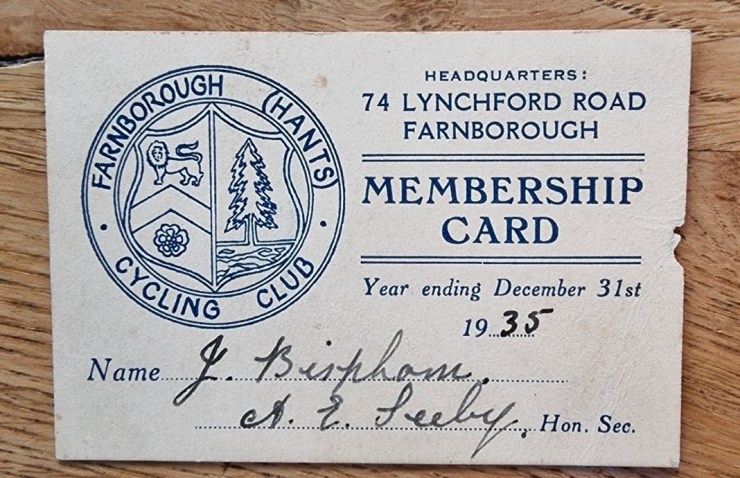 FARNBOROUGH (HANTS)
CYCLING CLUB
HEADQUARTERS:
74 LYNCHFORD ROAD
FARNBOROUGH
MEMBERSHIP
CARD
Year ending December 31st
1935
Name J. Bispham.
A. E. Seeby. Hon. Sec.